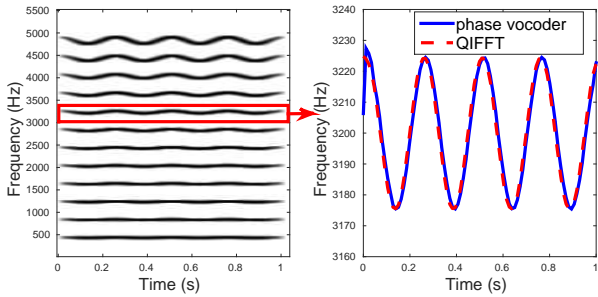 5500
5000
4500
4000
3500
3000
2500
2000
1500
1000
500
Frequency (Hz)
0 0.2 0.4 0.6 0.8 1
Time (s)
3240
3230
3220
3210
3200
3190
3180
3170
3160
Frequency (Hz)
phase vocoder
QIFFT
0 0.2 0.4 0.6 0.8 1
Time (s)